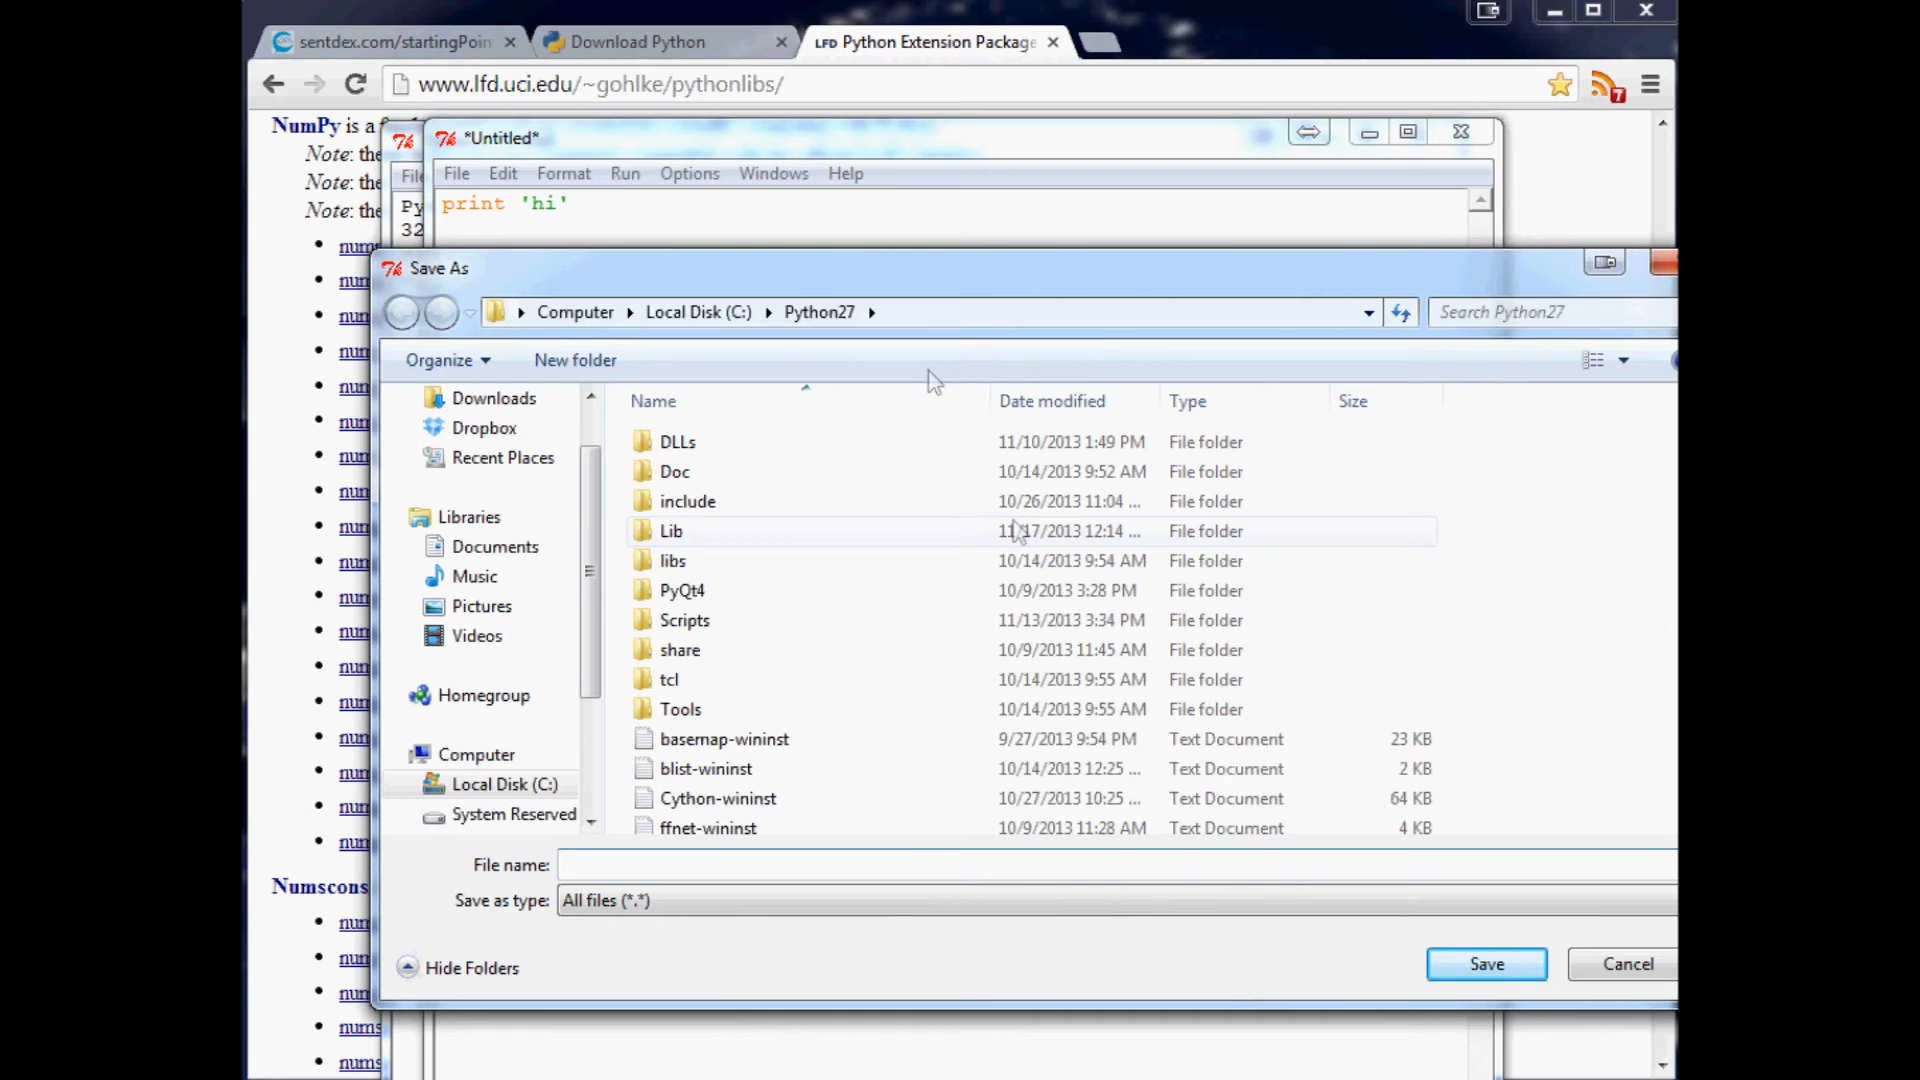 sentdex.com/startingPoin
Download Python
LFD Python Extension Package
www.lfd.uci.edu/~gohlke/pythonlibs/
7
NumPy is a f
Note: the
Note: the
Note: the
*Untitled*
File Edit Format Run Options Windows Help
print 'hi'
Fil
Py
32
Save As
Computer Local Disk (C:) Python27
Search Python27
Organize New folder
Name Date modified Type Size
Downloads
Dropbox
Recent Places
Libraries
Documents
Music
Pictures
Videos
Homegroup
Computer
Local Disk (C:)
System Reserved
DLLs 11/10/2013 1:49 PM File folder
Doc 10/14/2013 9:52 AM File folder
include 10/26/2013 11:04 ... File folder
Lib 11/17/2013 12:14 ... File folder
libs 10/14/2013 9:54 AM File folder
PyQt4 10/9/2013 3:28 PM File folder
Scripts 11/13/2013 3:34 PM File folder
share 10/9/2013 11:45 AM File folder
tcl 10/14/2013 9:55 AM File folder
Tools 10/14/2013 9:55 AM File folder
basemap-wininst 9/27/2013 9:54 PM Text Document 23 KB
blist-wininst 10/14/2013 12:25 ... Text Document 2 KB
Cython-wininst 10/27/2013 10:25 ... Text Document 64 KB
ffnet-wininst 10/9/2013 11:28 AM Text Document 4 KB
File name:
Save as type: All files (*.*)
Hide Folders
Save Cancel
Numscons